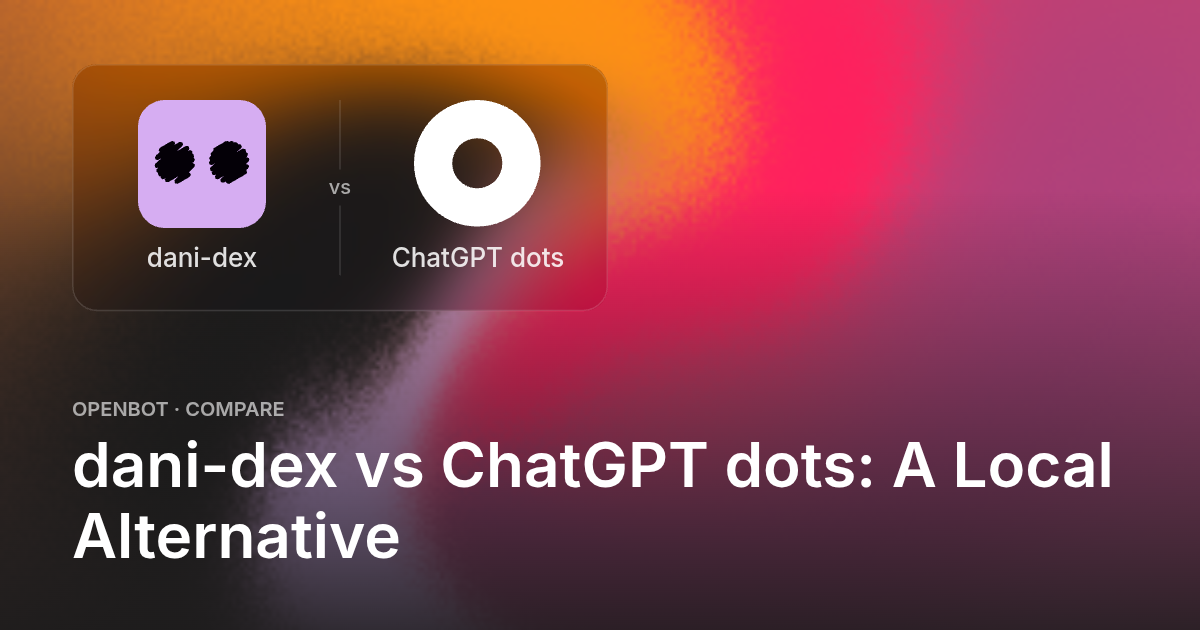 dani-dex
vs
ChatGPT dots
OPENBOT · COMPARE
dani-dex vs ChatGPT dots: A Local
Alternative